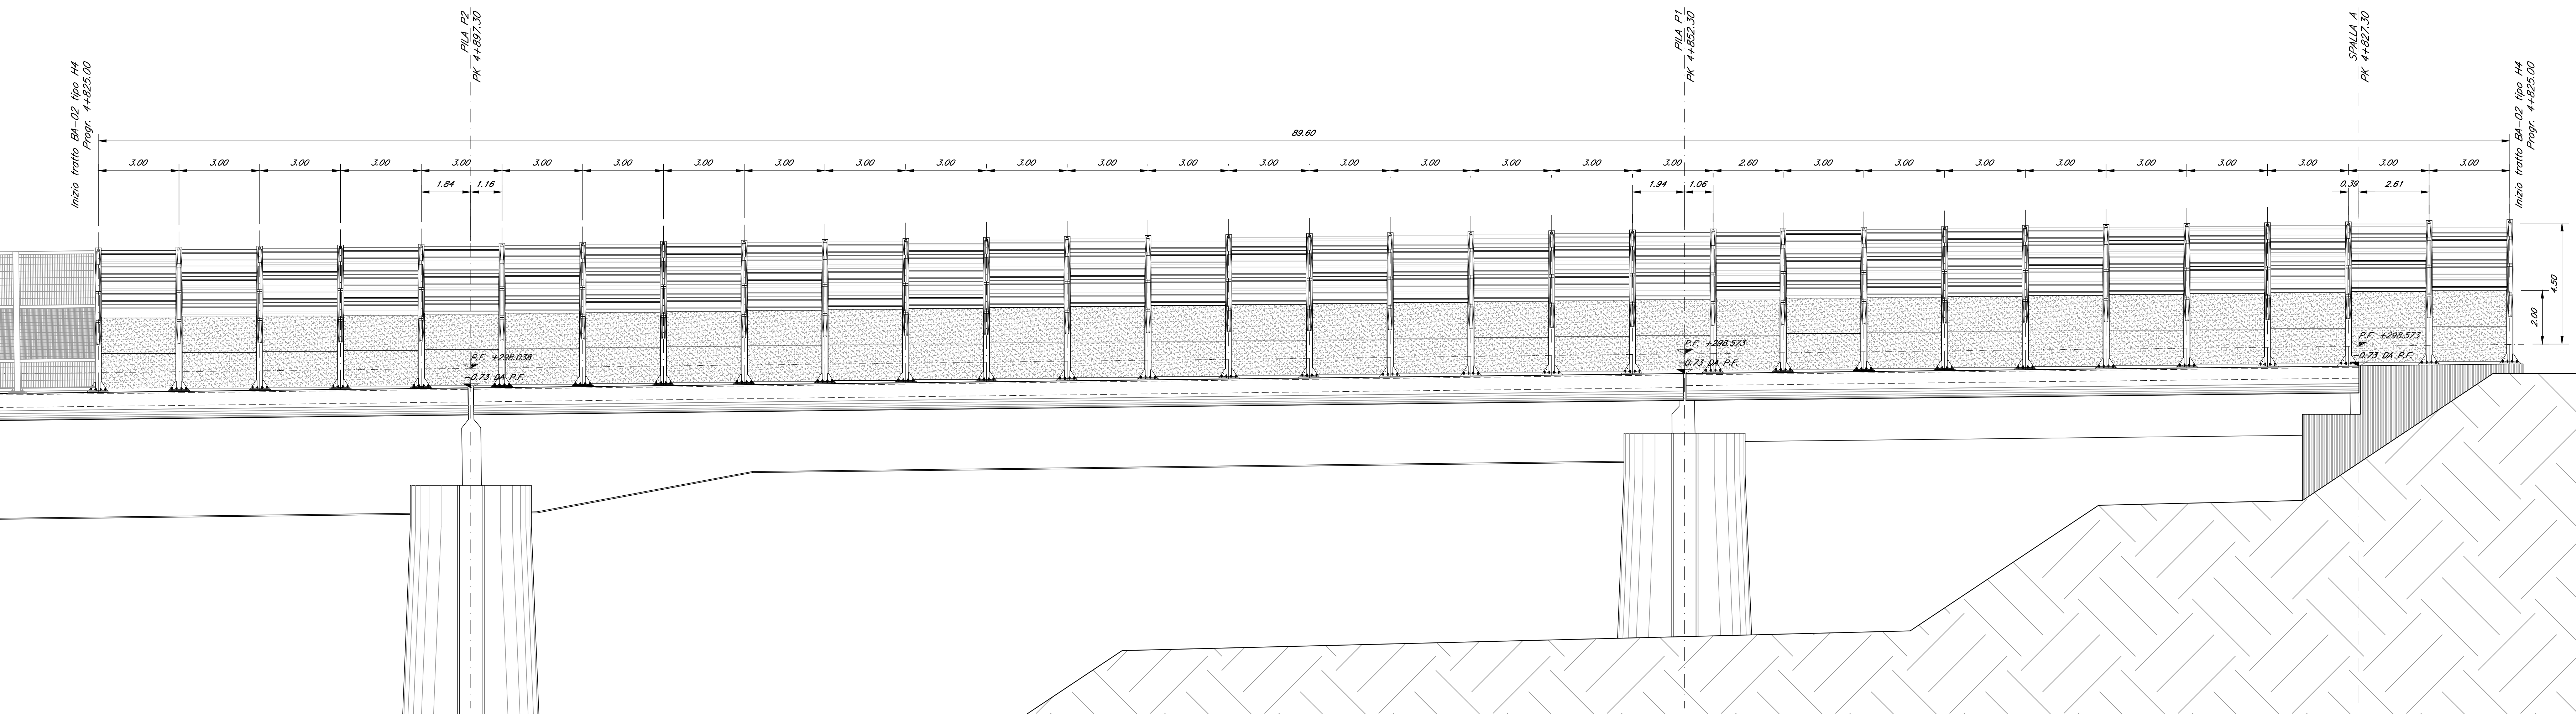 Inizio tratto BA-02 tipo H4
Progr. 4+825.00
PILA P2
PK 4+897.30
PILA P1
PK 4+852.30
SPALLA A
PK 4+827.30
Inizio tratto BA-02 tipo H4
Progr. 4+825.00
89.60
3.00 3.00 3.00 3.00 3.00 3.00 3.00 3.00 3.00 3.00 3.00 3.00 3.00 3.00 3.00 3.00 3.00 3.00 3.00 3.00 2.60 3.00 3.00 3.00 3.00 3.00 3.00 3.00 3.00 3.00
1.84 1.16 1.94 1.06 0.39 2.61
4.50
2.00
P.F. +298.038
-0.73 DA P.F.
P.F. +298.573
-0.73 DA P.F.
P.F. +298.573
-0.73 DA P.F.